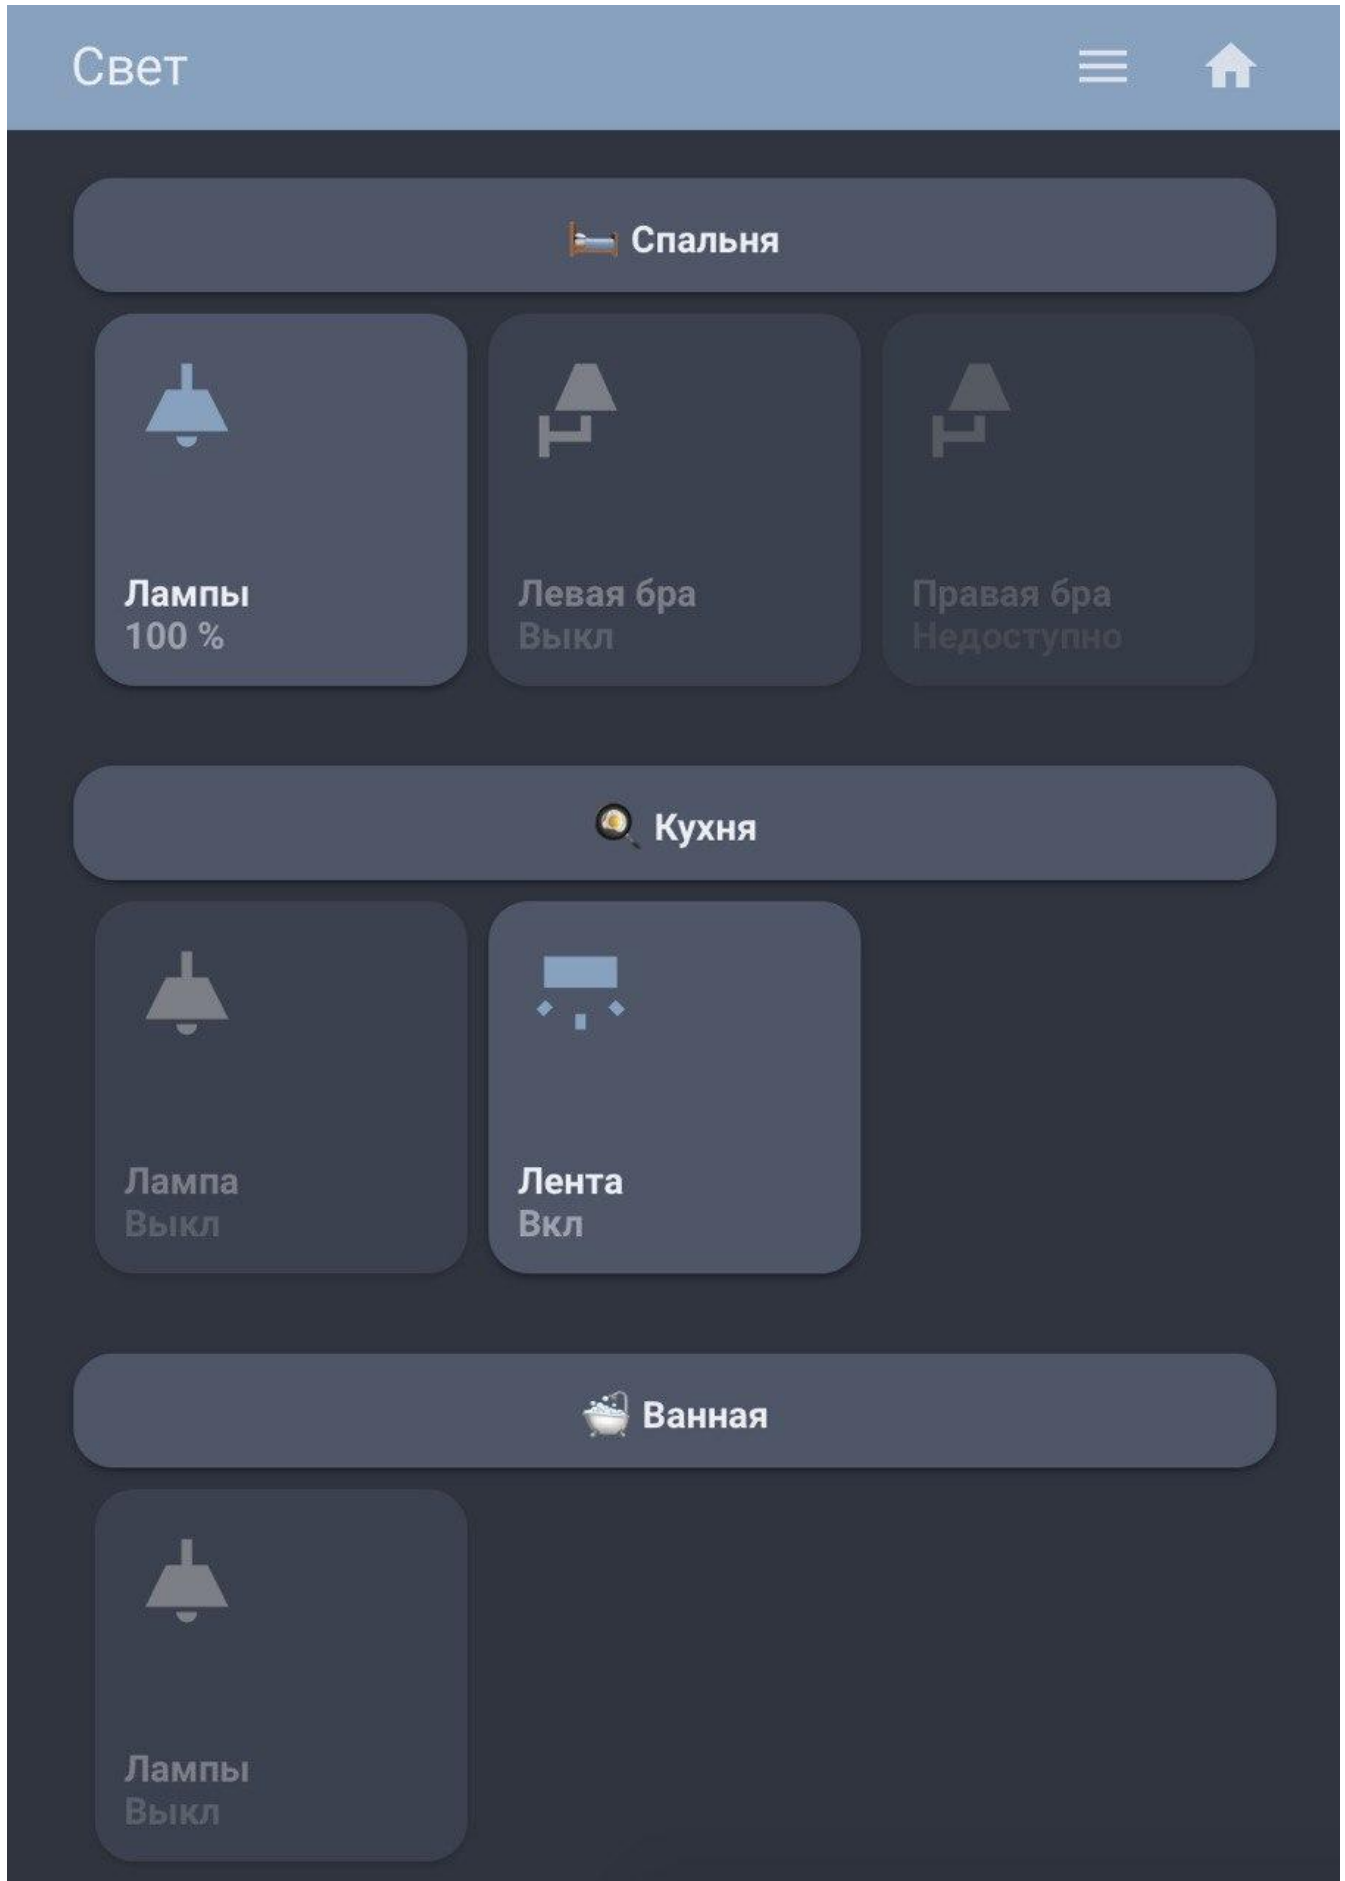 Свет
Спальня
Лампы
100 %
Левая бра
Выкл
Правая бра
Недоступно
Кухня
Лампа
Выкл
Лента
Вкл
Ванная
Лампы
Выкл